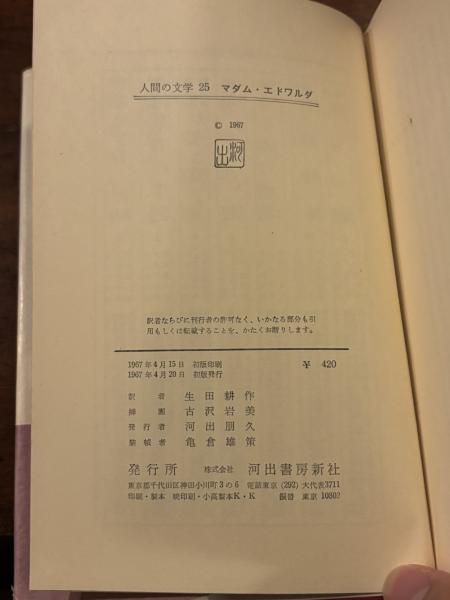 人間の文学 25 マダム・エドワルダ
© 1967
河出
訳者ならびに刊行者の許可なく、いかなる部分も引
用もしくは転載することを、かたくお断りします。
1967年4月15日 初版印刷 ¥ 420
1967年4月20日 初版発行
訳者 生田耕作
挿画 古沢岩美
発行者 河出朋久
装幀者 亀倉雄策
発行所 株式会社 河出書房新社
東京都千代田区神田小川町3の6 電話東京(292)大代表3711
印刷・製本 暁印刷・小高製本K・K 振替 東京 10802